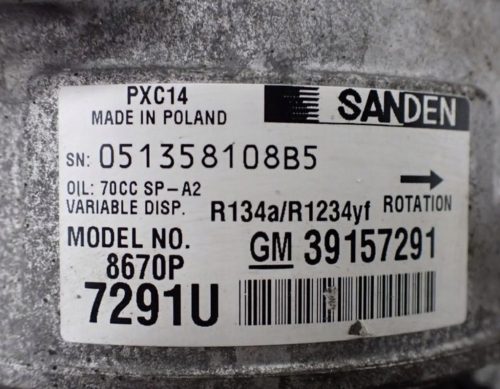 PXC14
MADE IN POLAND
SANDEN
SN: 051358108B5
OIL: 70CC SP-A2
VARIABLE DISP. R134a/R1234yf ROTATION
MODEL NO. GM 39157291
8670P
7291U